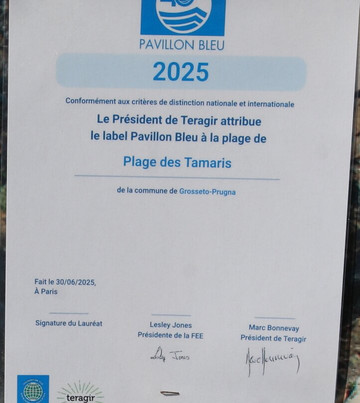 PAVILLON BLEU
2025
Conformément aux critères de distinction nationale et internationale
Le Président de Teragir attribue
le label Pavillon Bleu à la plage de
Plage des Tamaris
de la commune de Grosseto-Prugna
Fait le 30/06/2025,
À Paris
Signature du Lauréat
Lesley Jones
Présidente de la FEE
Marc Bonnevay
Président de Teragir
teragir